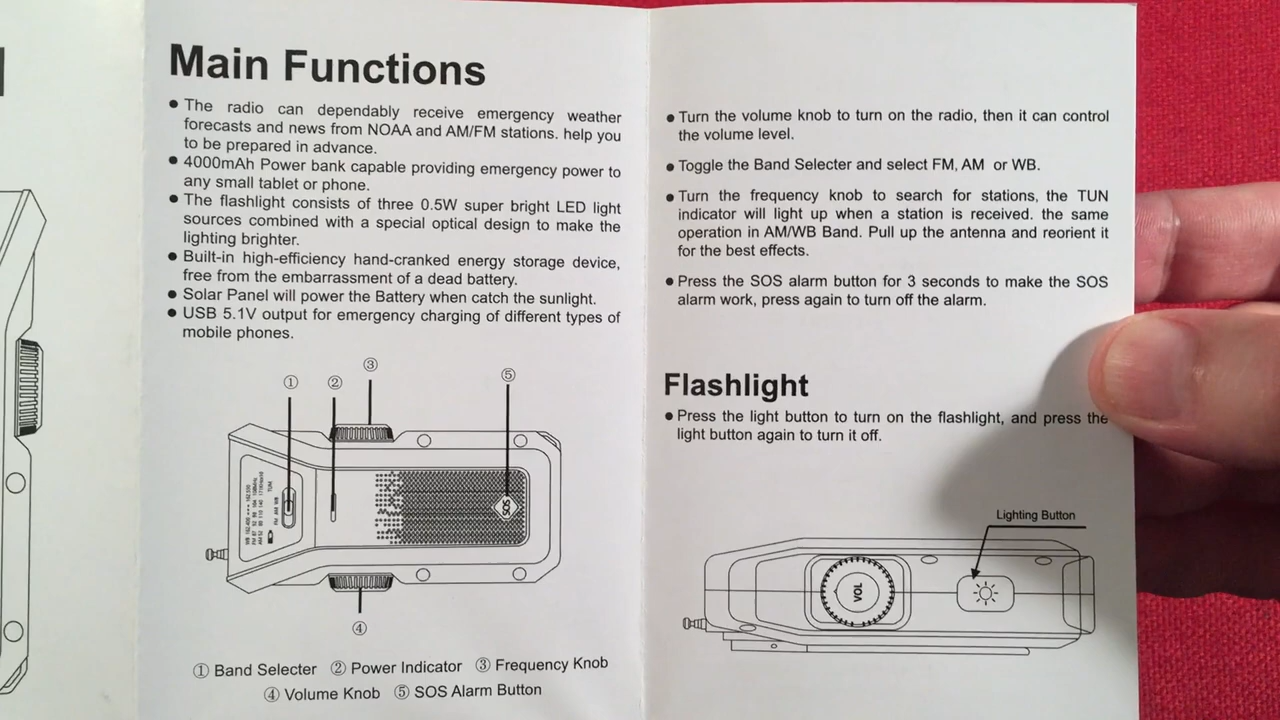 Main Functions
● The radio can dependably receive emergency weather
forecasts and news from NOAA and AM/FM stations. help you
to be prepared in advance.
● 4000mAh Power bank capable providing emergency power to
any small tablet or phone.
● The flashlight consists of three 0.5W super bright LED light
sources combined with a special optical design to make the
lighting brighter.
● Built-in high-efficiency hand-cranked energy storage device,
free from the embarrassment of a dead battery.
● Solar Panel will power the Battery when catch the sunlight.
● USB 5.1V output for emergency charging of different types of
mobile phones.
① ② ③ ⑤
FM AM WB
TUN
SOS
④
① Band Selecter ② Power Indicator ③ Frequency Knob
④ Volume Knob ⑤ SOS Alarm Button
● Turn the volume knob to turn on the radio, then it can control
the volume level.
● Toggle the Band Selecter and select FM, AM or WB.
● Turn the frequency knob to search for stations, the TUN
indicator will light up when a station is received. the same
operation in AM/WB Band. Pull up the antenna and reorient it
for the best effects.
● Press the SOS alarm button for 3 seconds to make the SOS
alarm work, press again to turn off the alarm.
Flashlight
● Press the light button to turn on the flashlight, and press the
light button again to turn it off.
Lighting Button
VOL